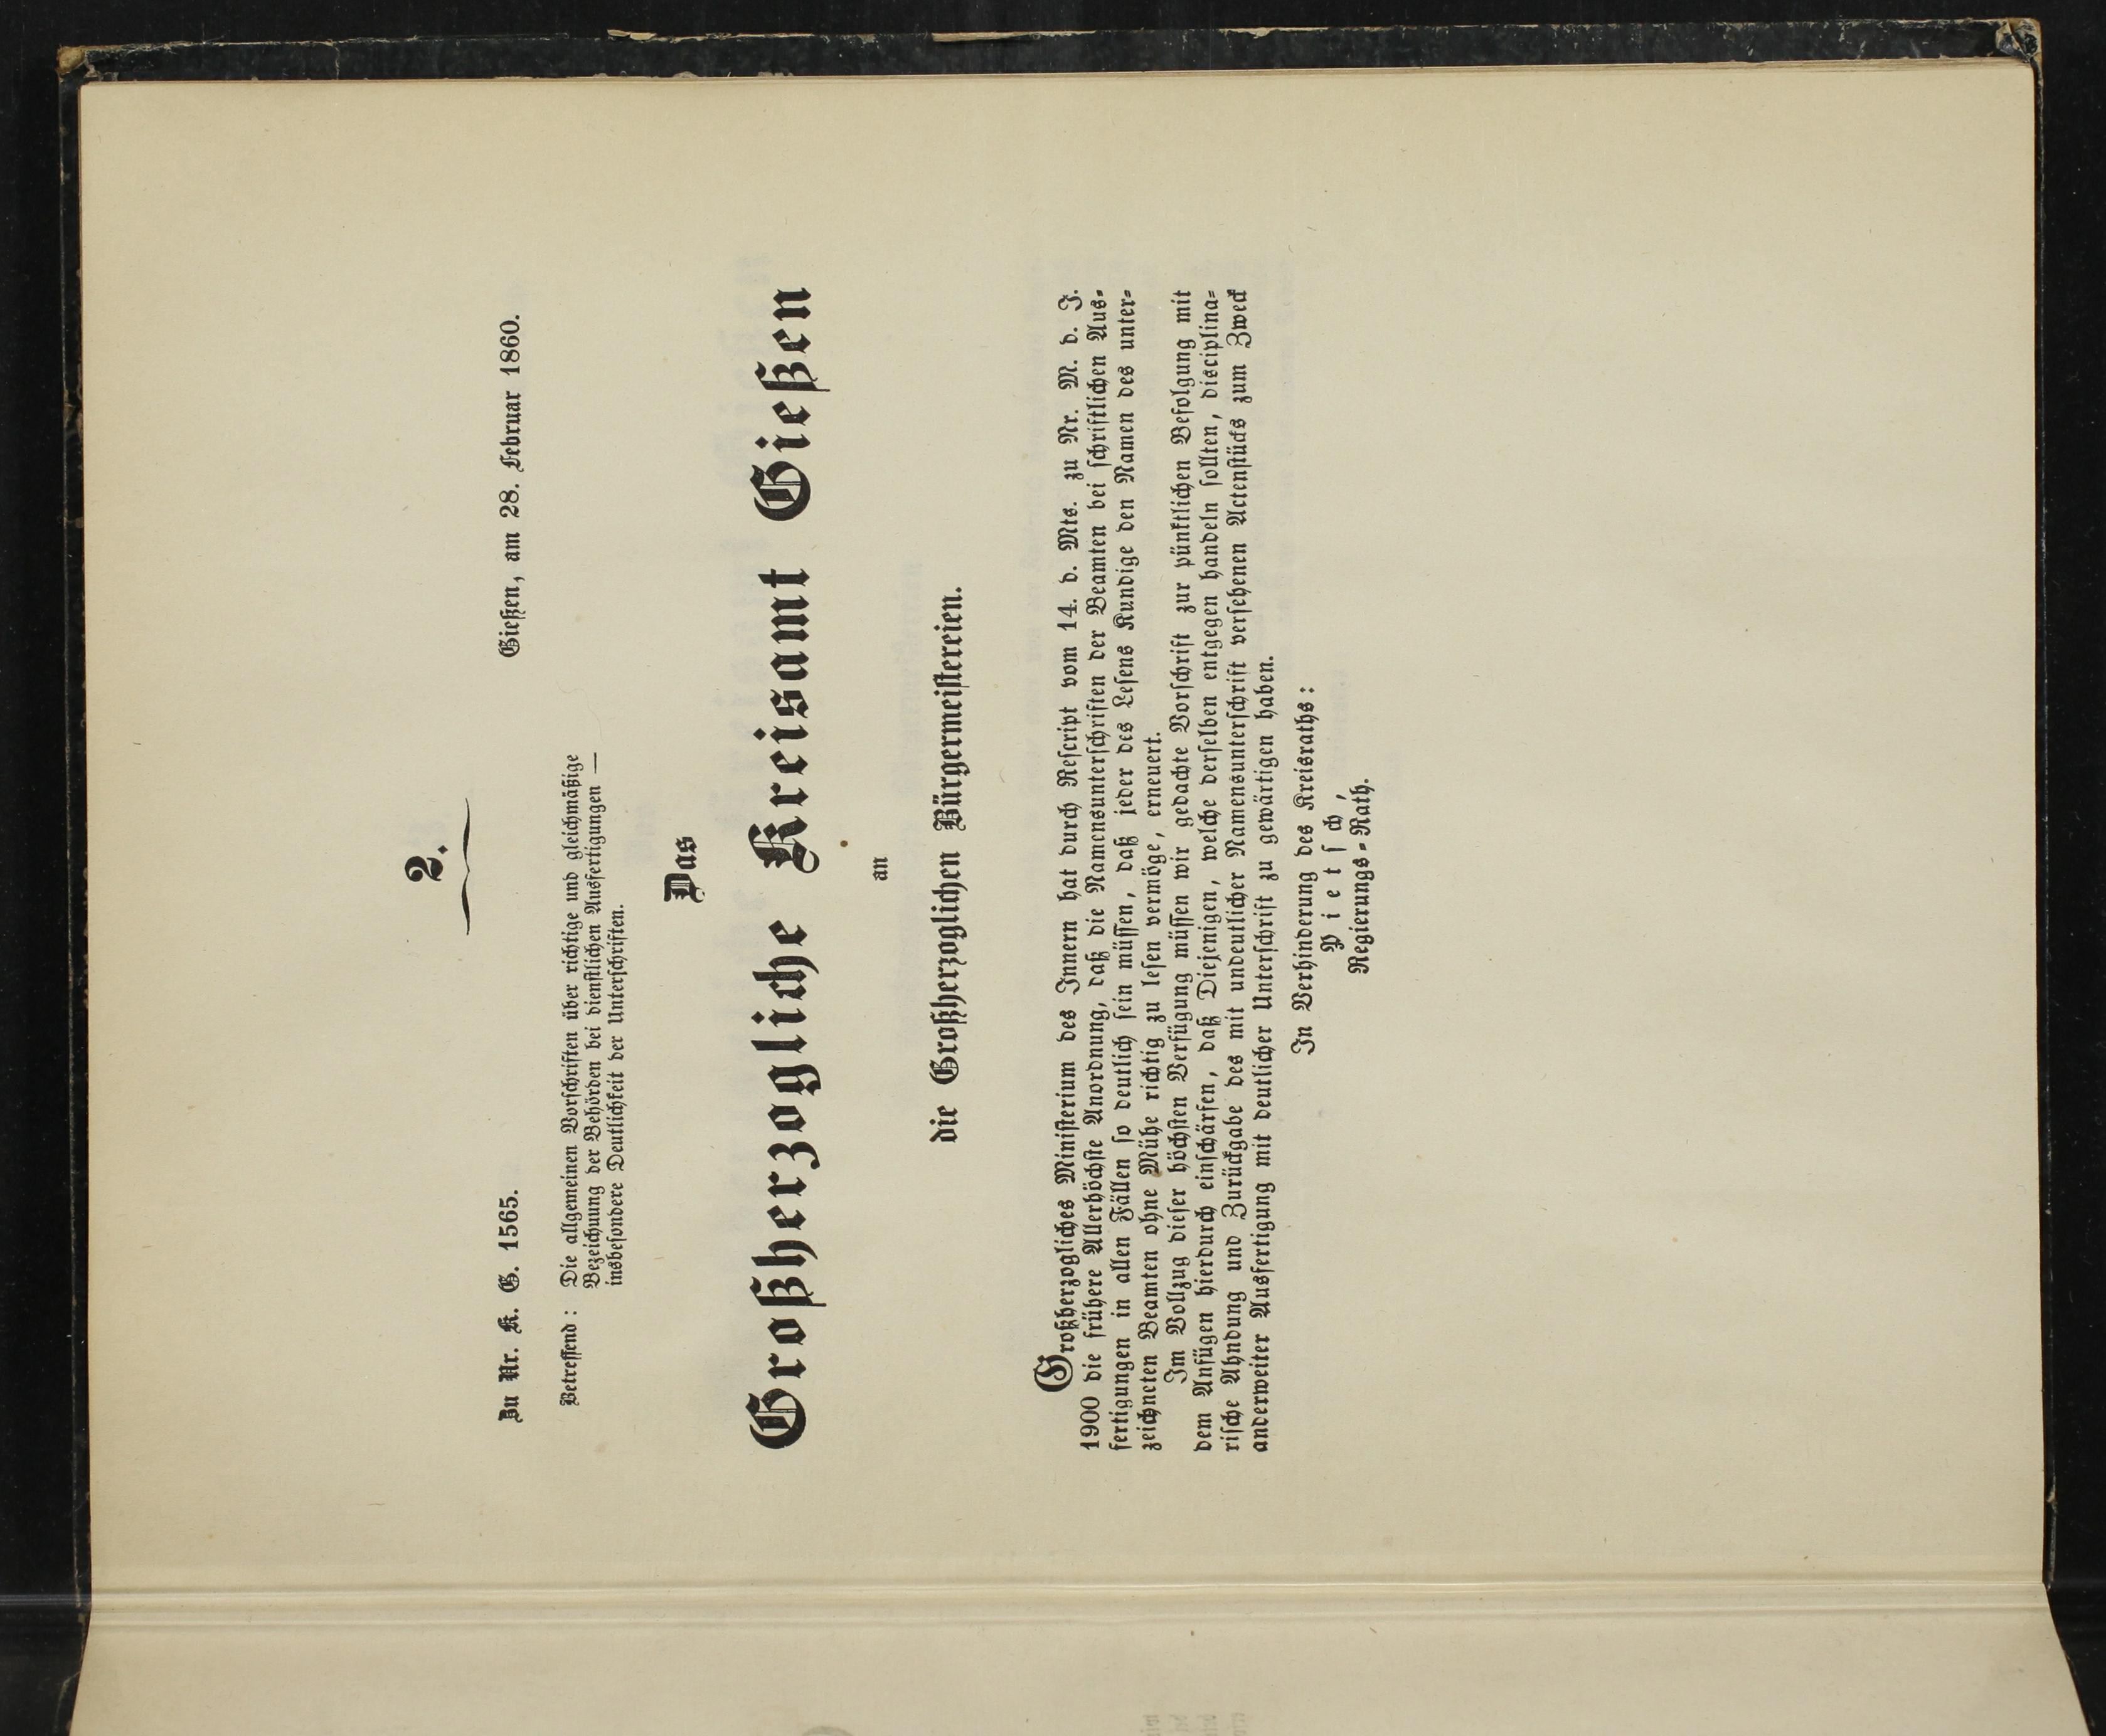 2.
Zu Nr. K. G. 1565.
Gießen, am 28. Februar 1860.
Betreffend: Die allgemeinen Vorschriften über richtige und gleichmäßige
Bezeichnung der Behörden bei dienstlichen Ausfertigungen —
insbesondere Deutlichkeit der Unterschriften.
Das
Großherzogliche Kreisamt Gießen
an
die Großherzoglichen Bürgermeistereien.
Großherzogliches Ministerium des Innern hat durch Rescript vom 14. d. Mts. zu Nr. M. d. J.
1900 die frühere Allerhöchste Anordnung, daß die Namensunterschriften der Beamten bei schriftlichen Aus-
fertigungen in allen Fällen so deutlich sein müssen, daß jeder des Lesens Kundige den Namen des unter-
zeichneten Beamten ohne Mühe richtig zu lesen vermöge, erneuert.
Im Vollzug dieser höchsten Verfügung müssen wir gedachte Vorschrift zur pünktlichen Befolgung mit
dem Anfügen hierdurch einschärfen, daß Diejenigen, welche derselben entgegen handeln sollten, disciplina-
rische Ahndung und Zurückgabe des mit undeutlicher Namensunterschrift versehenen Actenstücks zum Zweck
anderweiter Ausfertigung mit deutlicher Unterschrift zu gewärtigen haben.
In Verhinderung des Kreisraths:
Pietsch,
Regierungs-Rath.